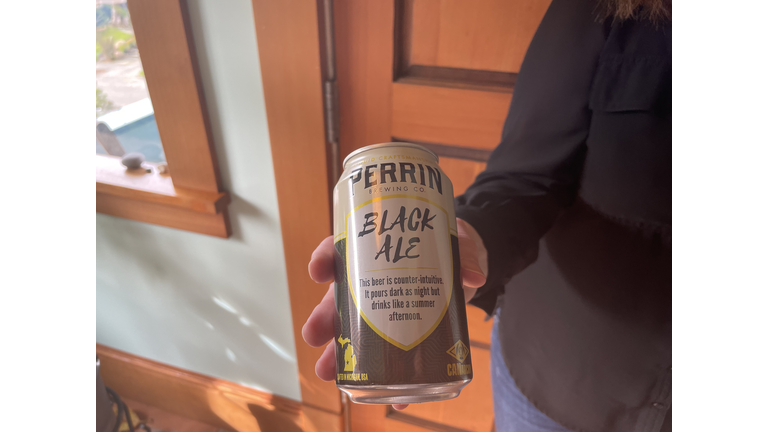 PERRIN
BREWING CO.
BLACK
ALE
This beer is counter-intuitive.
It pours dark as night but
drinks like a summer
afternoon.